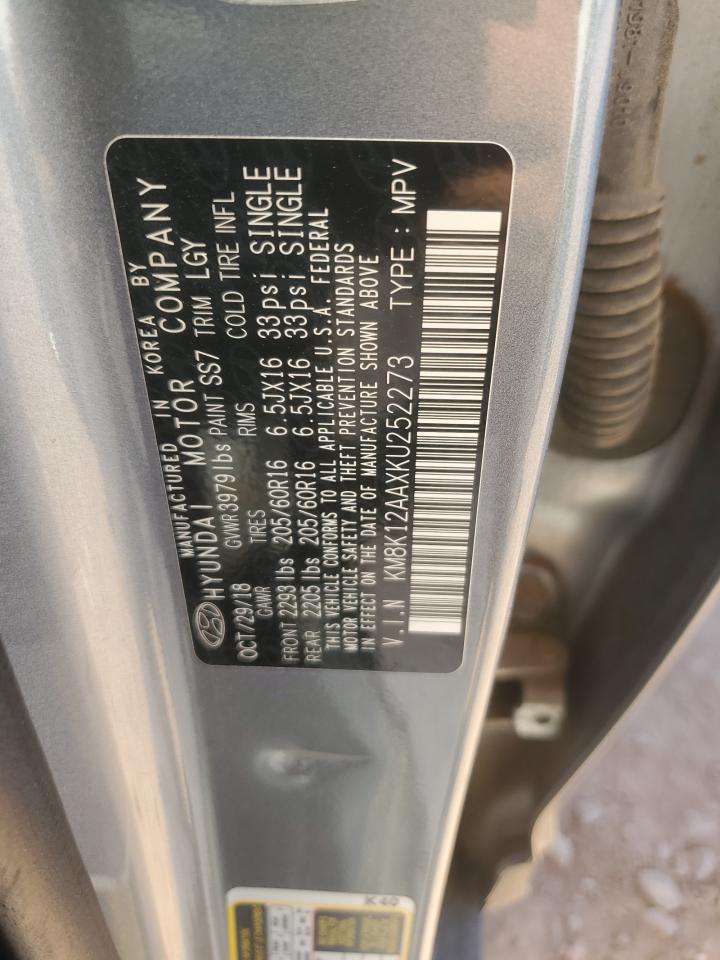 MANUFACTURED IN KOREA BY
HYUNDAI MOTOR COMPANY
OCT/29/18 GVWR 3979 lbs PAINT SS7 TRIM LGY
GAWR TIRES RIMS COLD TIRE INFL
FRONT 2293 lbs 205/60R16 6.5JX16 33psi SINGLE
REAR 2205 lbs 205/60R16 6.5JX16 33psi SINGLE
THIS VEHICLE CONFORMS TO ALL APPLICABLE U.S.A. FEDERAL
MOTOR VEHICLE SAFETY AND THEFT PREVENTION STANDARDS
IN EFFECT ON THE DATE OF MANUFACTURE SHOWN ABOVE
V.I.N KM8K12AAXKU252273 TYPE : MPV
K40